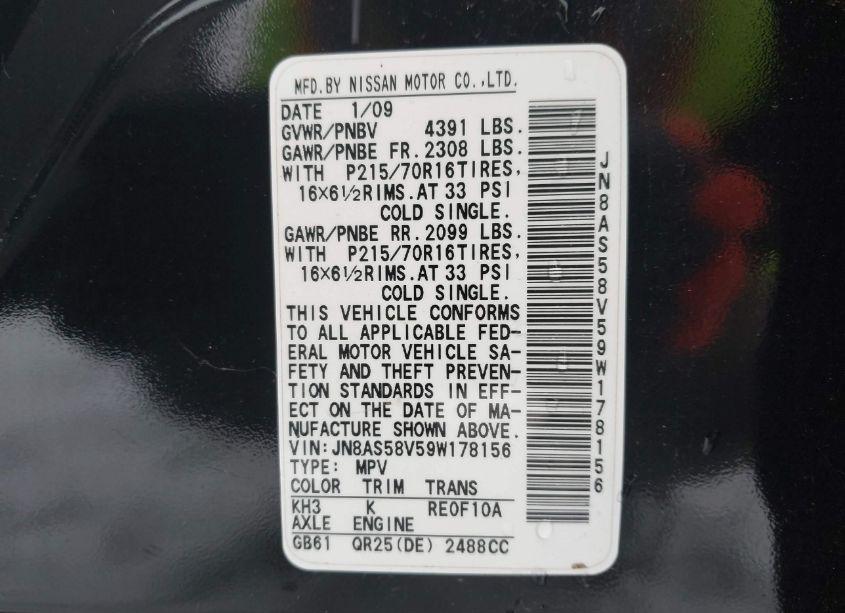 MFD.BY NISSAN MOTOR CO.,LTD.
DATE 1/09
GVWR/PNBV 4391 LBS.
GAWR/PNBE FR.2308 LBS.
WITH P215/70R16TIRES,
16×6½RIMS.AT 33 PSI
COLD SINGLE.
GAWR/PNBE RR.2099 LBS.
WITH P215/70R16TIRES,
16×6½RIMS.AT 33 PSI
COLD SINGLE.
THIS VEHICLE CONFORMS
TO ALL APPLICABLE FED-
ERAL MOTOR VEHICLE SA-
FETY AND THEFT PREVEN-
TION STANDARDS IN EFF-
ECT ON THE DATE OF MA-
NUFACTURE SHOWN ABOVE.
VIN:JN8AS58V59W178156
TYPE: MPV
COLOR TRIM TRANS
KH3 K RE0F10A
AXLE ENGINE
GB61 QR25(DE) 2488CC
JN8AS58V59W178156